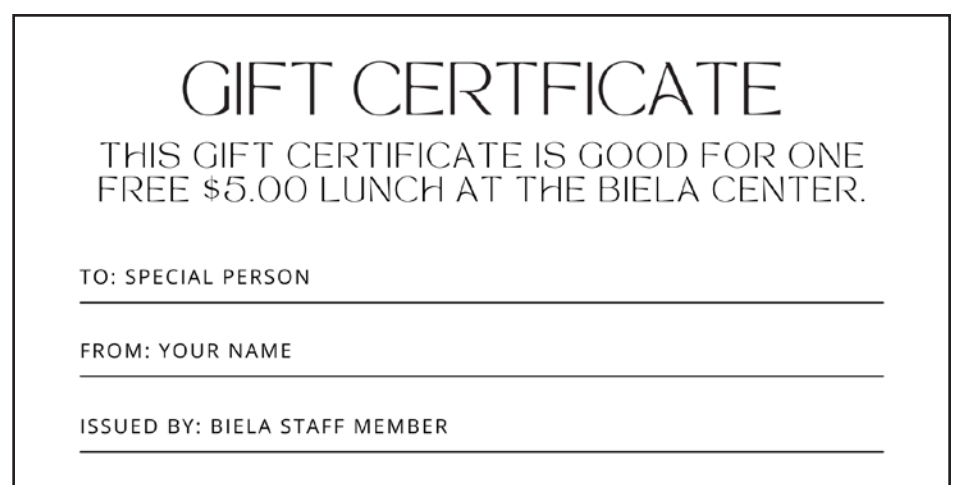 GIFT CERTFICATE
THIS GIFT CERTIFICATE IS GOOD FOR ONE
FREE $5.00 LUNCH AT THE BIELA CENTER.
TO: SPECIAL PERSON
FROM: YOUR NAME
ISSUED BY: BIELA STAFF MEMBER